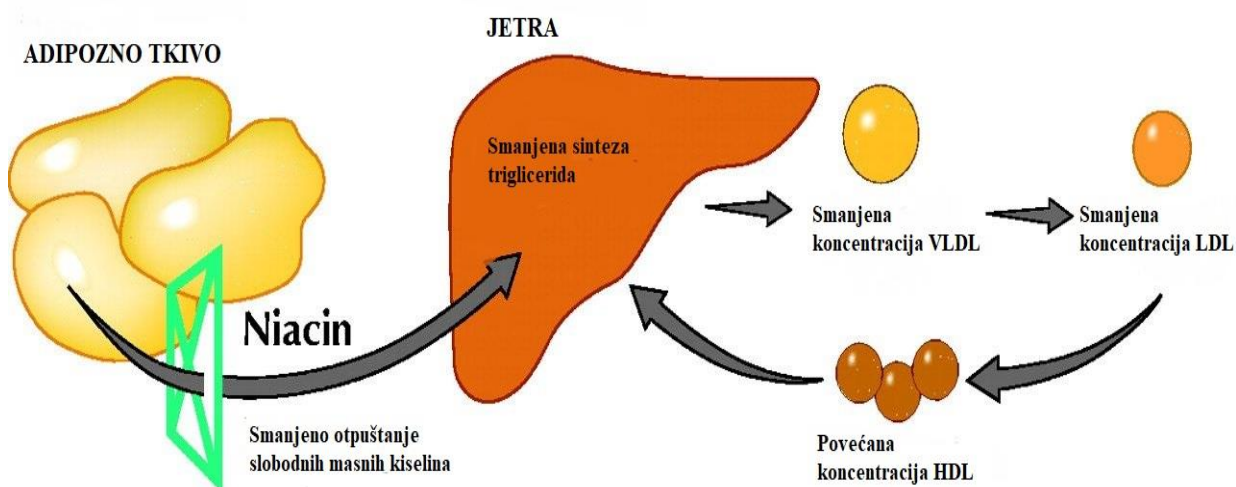 ADIPOZNO TKIVO
JETRA
Smanjena sinteza
triglicerida
Smanjena
koncentracija VLDL
Smanjena
koncentracija LDL
Niacin
Smanjeno otpuštanje
slobodnih masnih kiselina
Povećana
koncentracija HDL